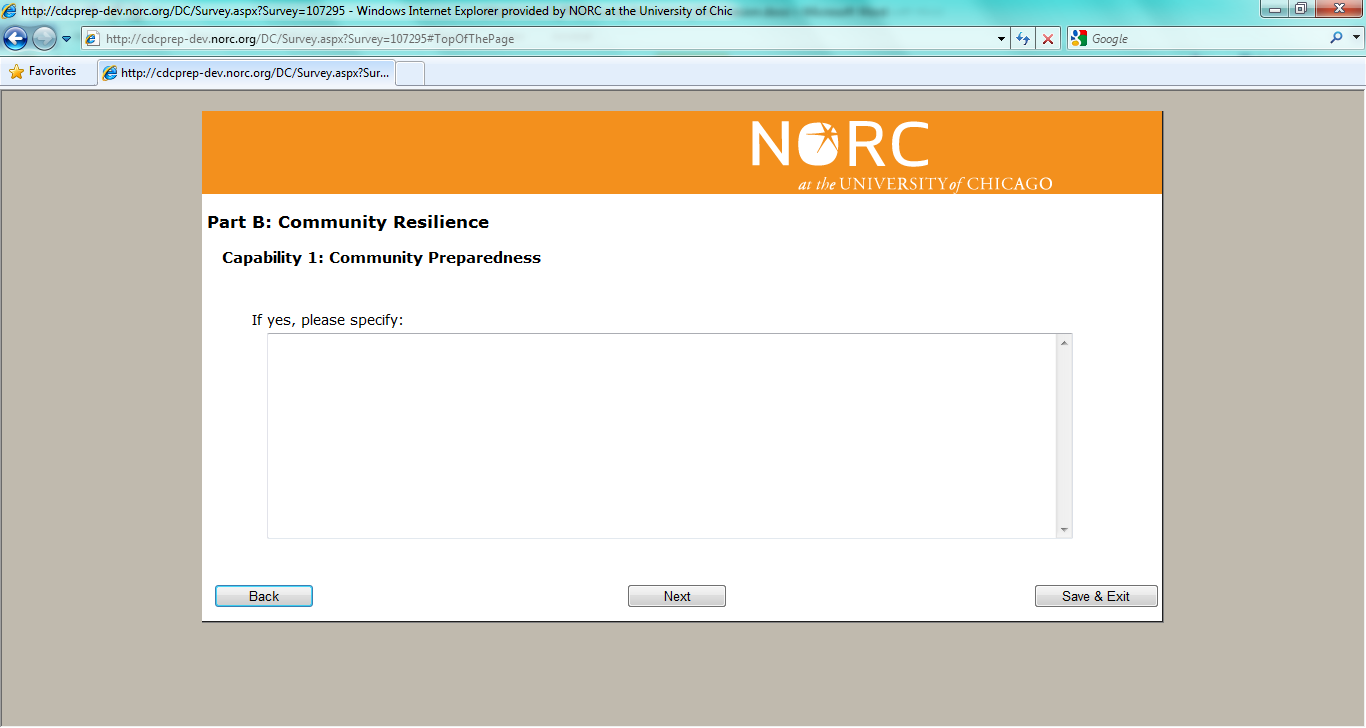 http://cdcprep-dev.norc.org/DC/Survey.aspx?Survey=107295 - Windows Internet Explorer provided by NORC at the University of Chic
http://cdcprep-dev.norc.org/DC/Survey.aspx?Survey=107295#TopOfThePage
Google
Favorites
http://cdcprep-dev.norc.org/DC/Survey.aspx?Sur...
NORC
at the UNIVERSITY of CHICAGO
Part B: Community Resilience
Capability 1: Community Preparedness
If yes, please specify:
Back Next Save & Exit